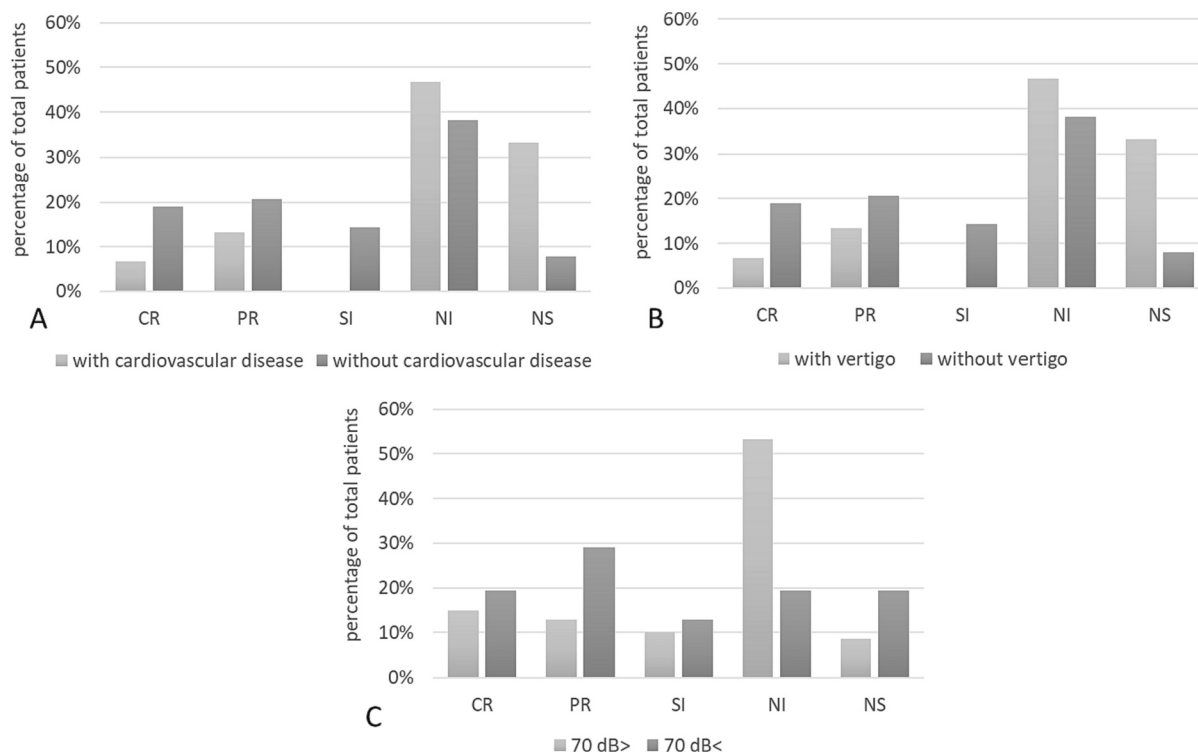 percentage of total patients
60%
50%
40%
30%
20%
10%
0%
A
CR PR SI NI NS
with cardiovascular disease without cardiovascular disease
percentage of total patients
60%
50%
40%
30%
20%
10%
0%
B
CR PR SI NI NS
with vertigo without vertigo
percentage of total patients
60%
50%
40%
30%
20%
10%
0%
C
CR PR SI NI NS
70 dB> 70 dB<